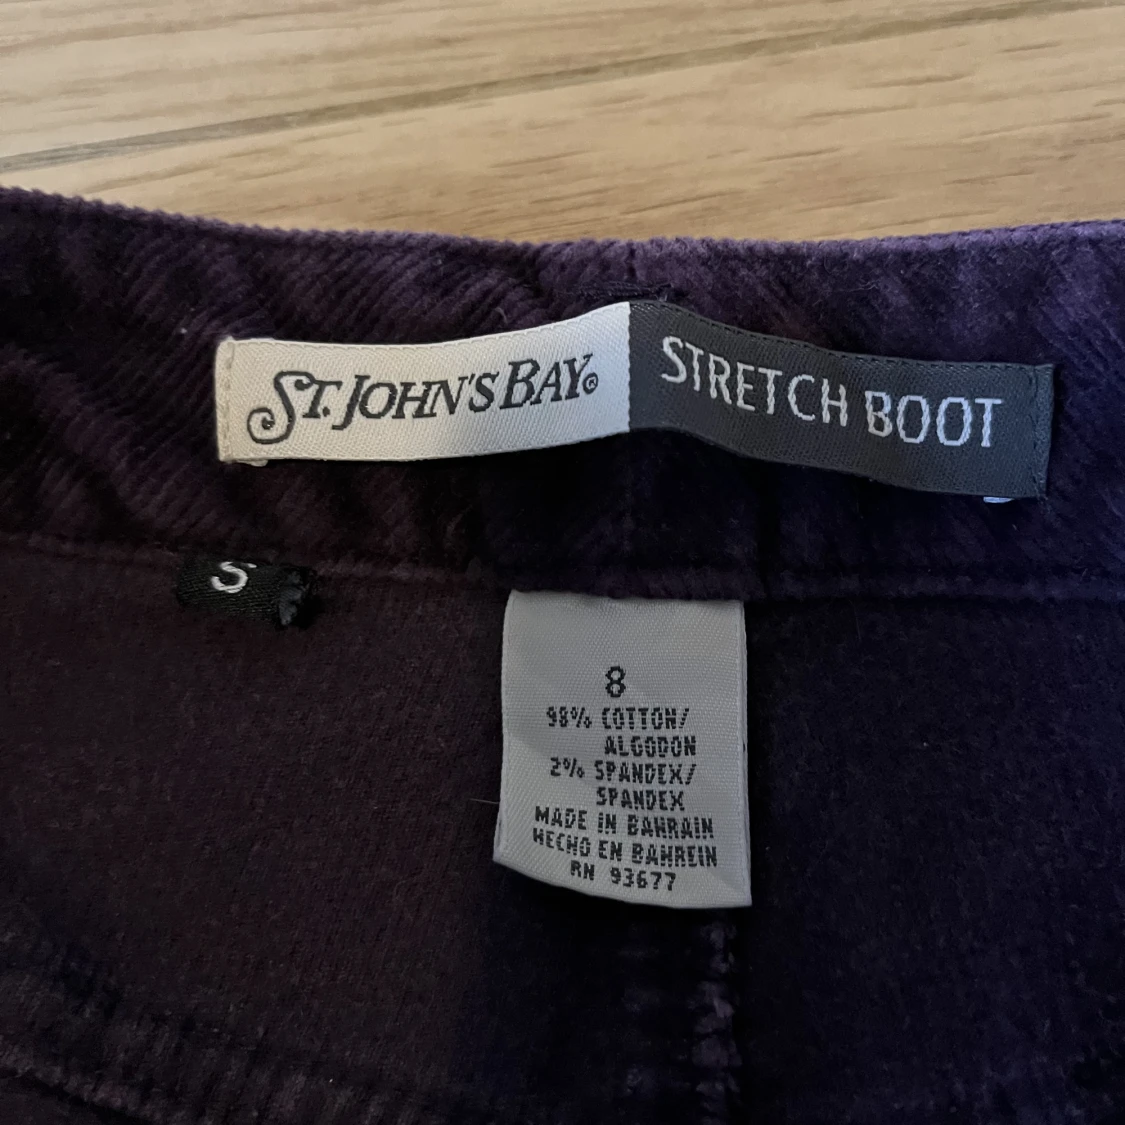 ST. JOHN'S BAY® STRETCH BOOT
S
8
98% COTTON/
ALGODON
2% SPANDEX/
SPANDEX
MADE IN BAHRAIN
HECHO EN BAHREIN
RN 93677